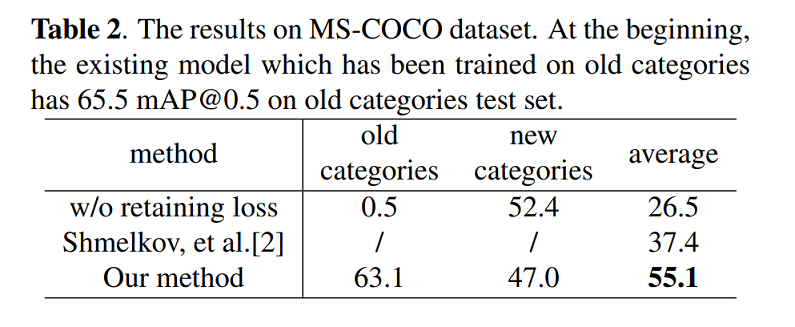 Table 2. The results on MS-COCO dataset. At the beginning,
the existing model which has been trained on old categories
has 65.5 mAP@0.5 on old categories test set.
method old categories new categories average
w/o retaining loss 0.5 52.4 26.5
Shmelkov, et al.[2] / / 37.4
Our method 63.1 47.0 55.1